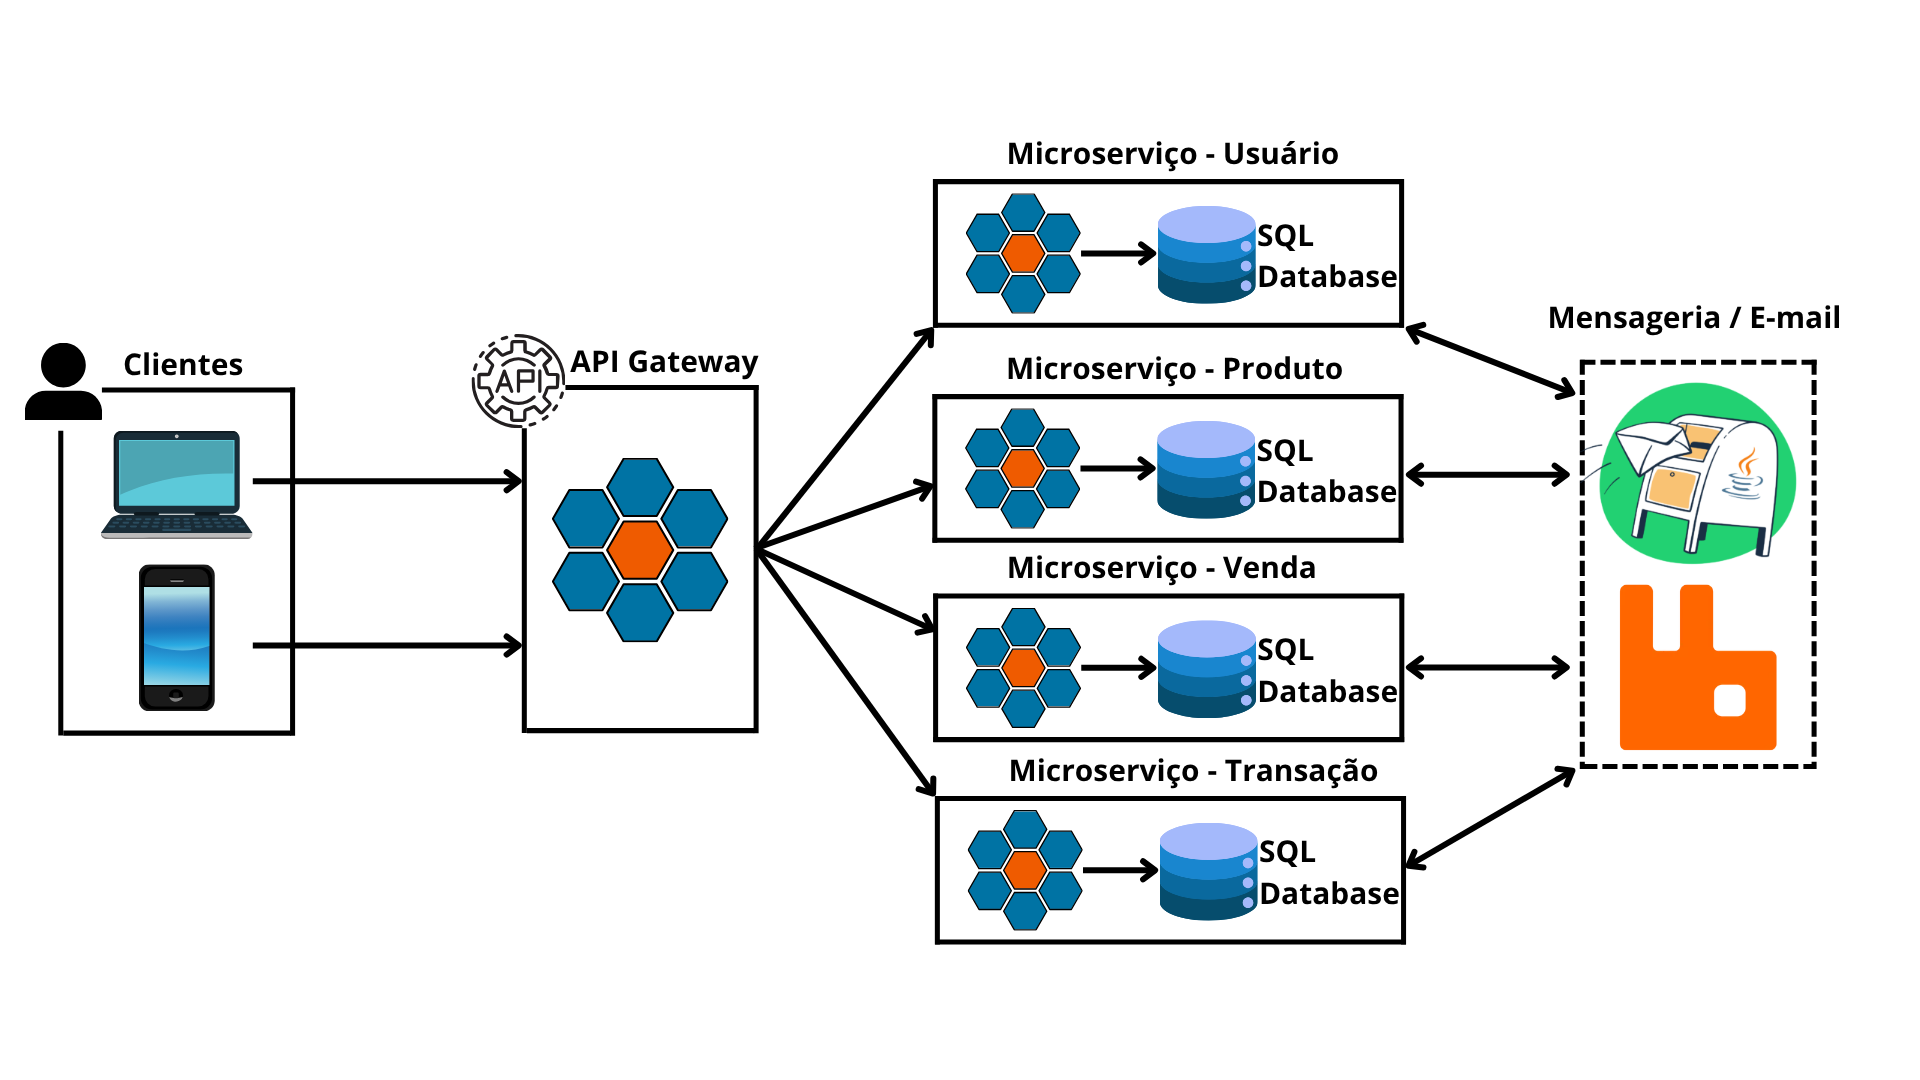 Clientes
API
API Gateway
Microserviço - Usuário
SQL
Database
Microserviço - Produto
SQL
Database
Microserviço - Venda
SQL
Database
Microserviço - Transação
SQL
Database
Mensageria / E-mail